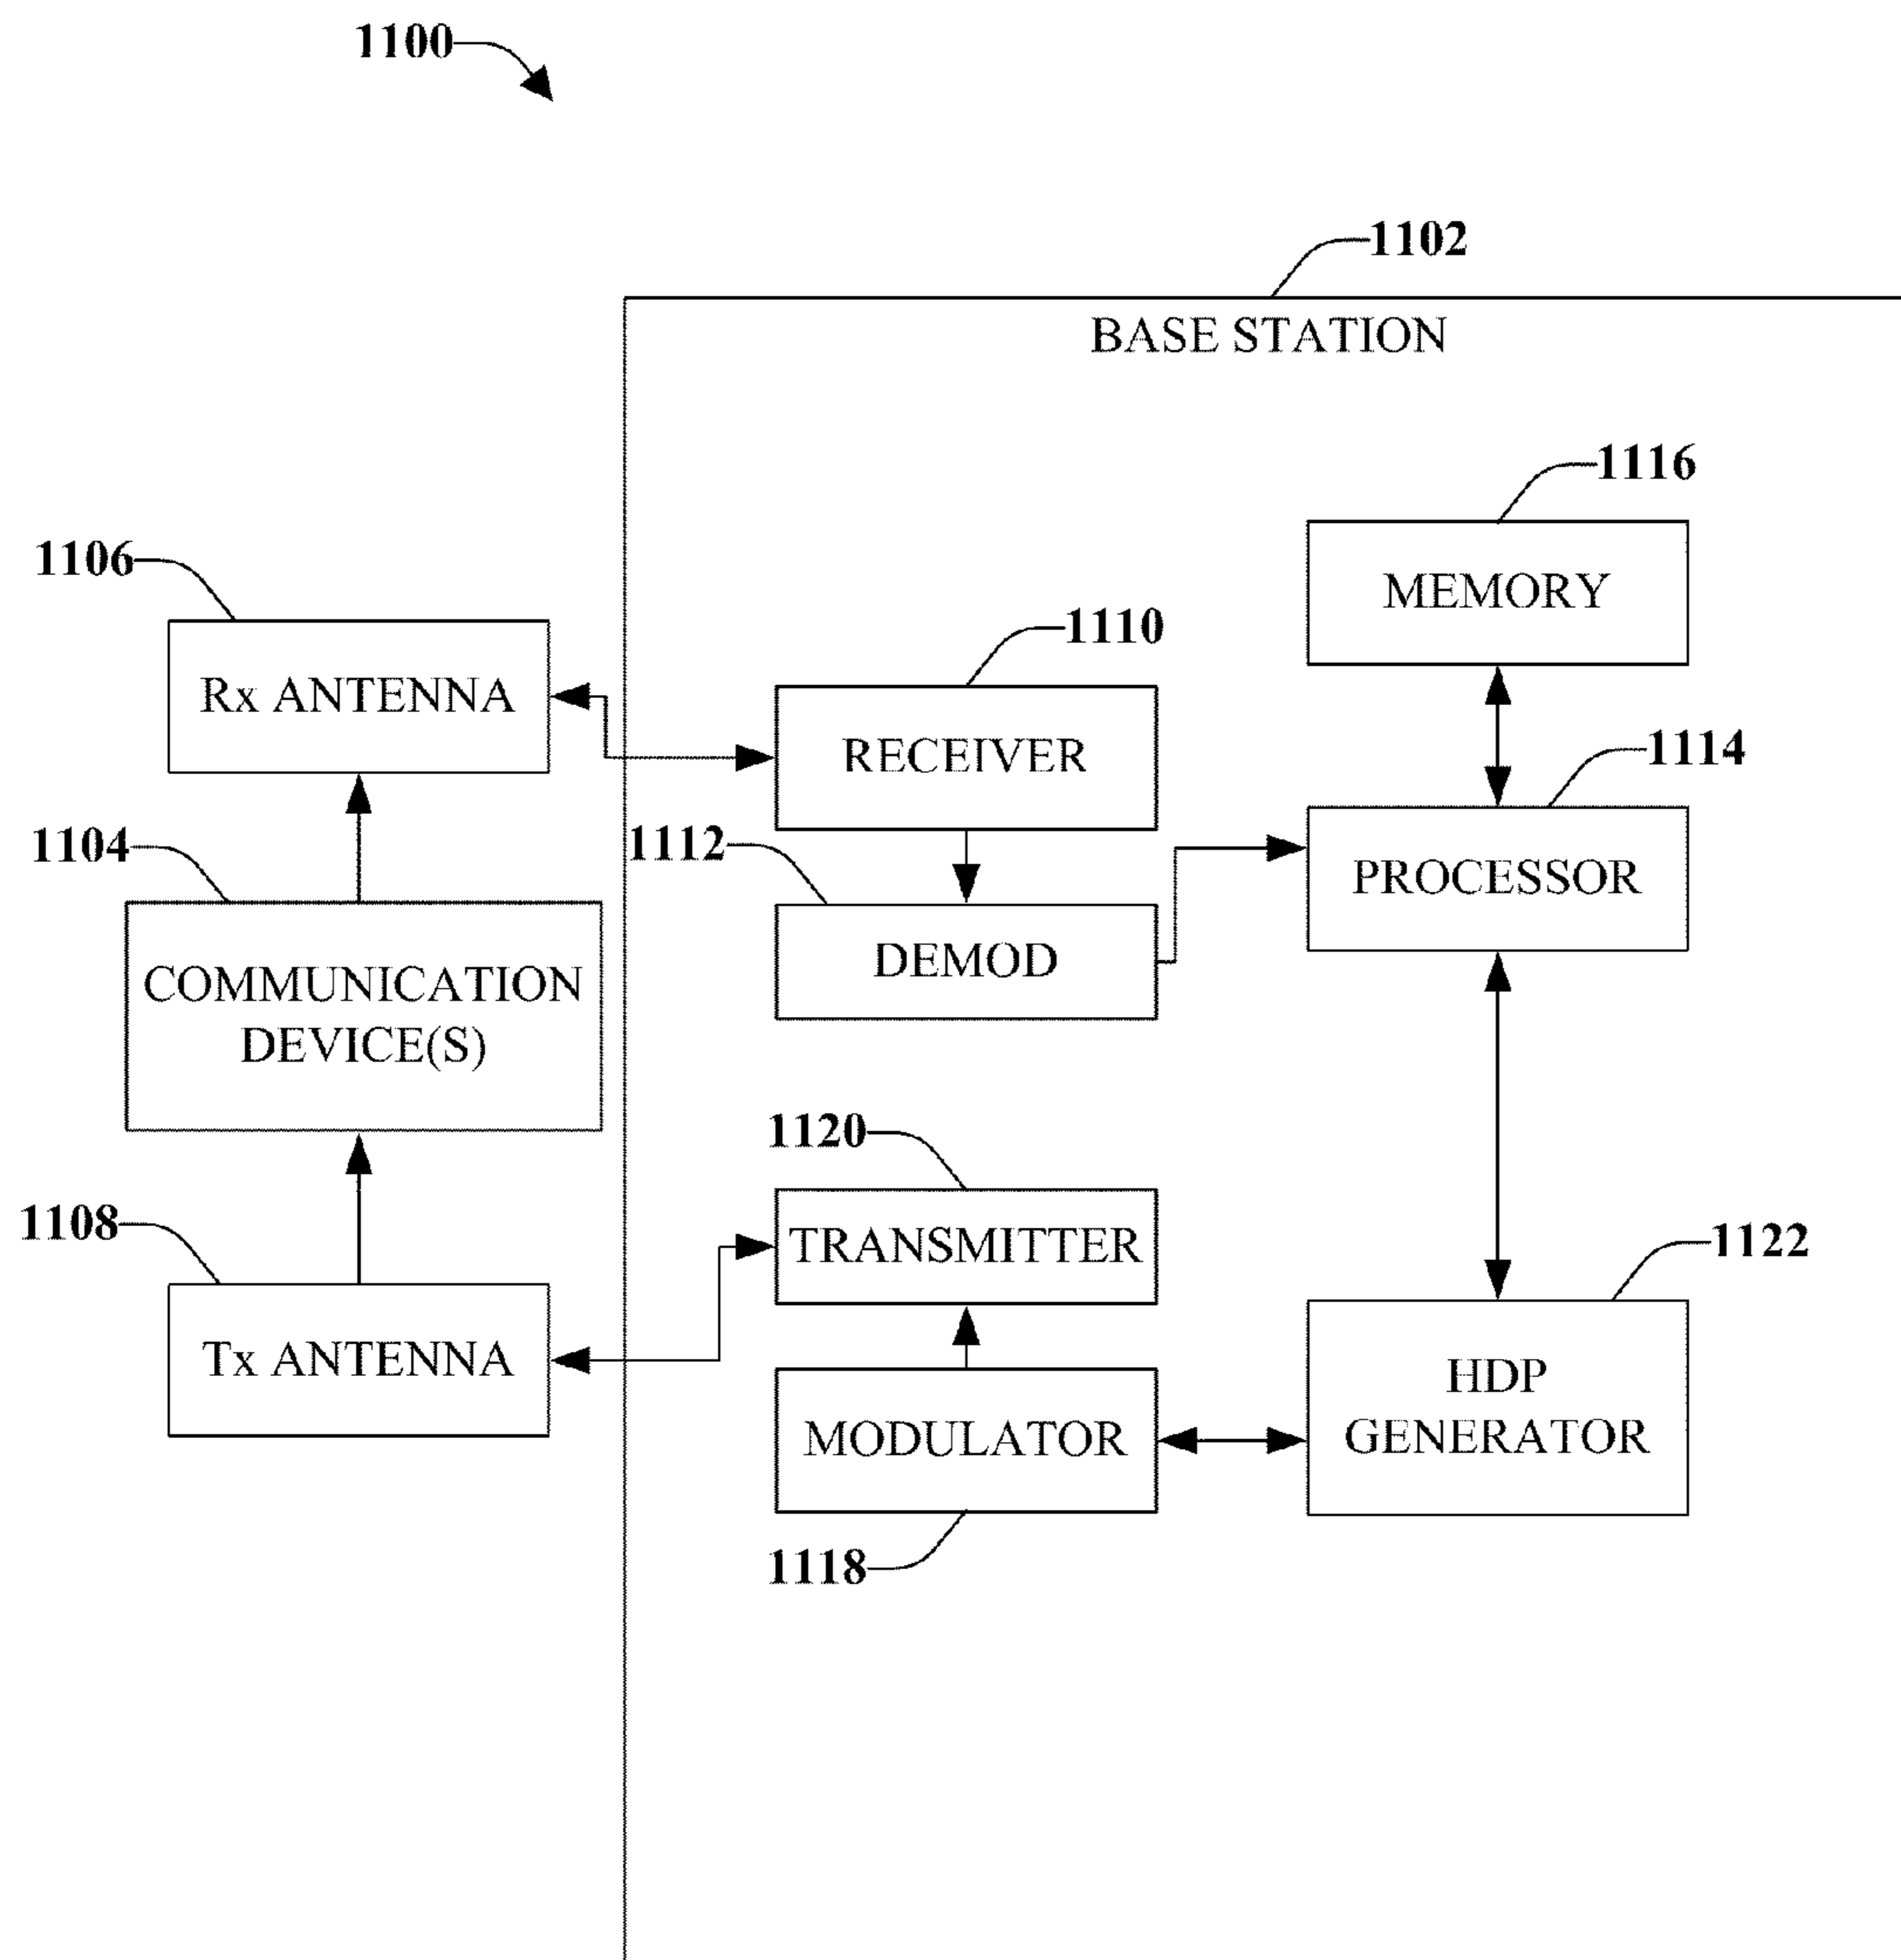 1100
1102
BASE STATION
1116
MEMORY
1106
Rx ANTENNA
1110
RECEIVER
1114
PROCESSOR
1104
COMMUNICATION
DEVICE(S)
1112
DEMOD
1120
TRANSMITTER
1108
Tx ANTENNA
1122
HDP
GENERATOR
MODULATOR
1118